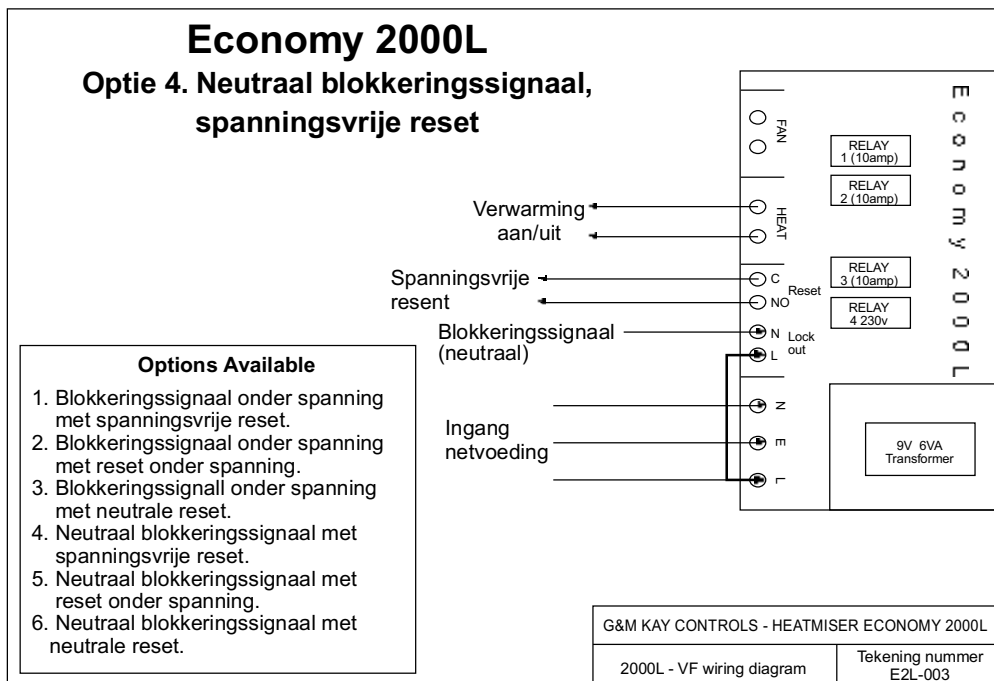 Economy 2000L
Optie 4. Neutraal blokkeringssignaal,
spanningsvrije reset
Economy 2000L
FAN
RELAY
1 (10amp)
RELAY
2 (10amp)
Verwarming
aan/uit
HEAT
Spanningsvrije
resent
C
NO
Reset
RELAY
3 (10amp)
RELAY
4 230v
Blokkeringssignaal
(neutraal)
N
L
Lock
out
Ingang
netvoeding
N
E
L
9V 6VA
Transformer
Options Available
1. Blokkeringssignaal onder spanning
met spanningsvrije reset.
2. Blokkeringssignaal onder spanning
met reset onder spanning.
3. Blokkeringssignall onder spanning
met neutrale reset.
4. Neutraal blokkeringssignaal met
spanningsvrije reset.
5. Neutraal blokkeringssignaal met
reset onder spanning.
6. Neutraal blokkeringssignaal met
neutrale reset.
G&M KAY CONTROLS - HEATMISER ECONOMY 2000L
2000L - VF wiring diagram
Tekening nummer
E2L-003